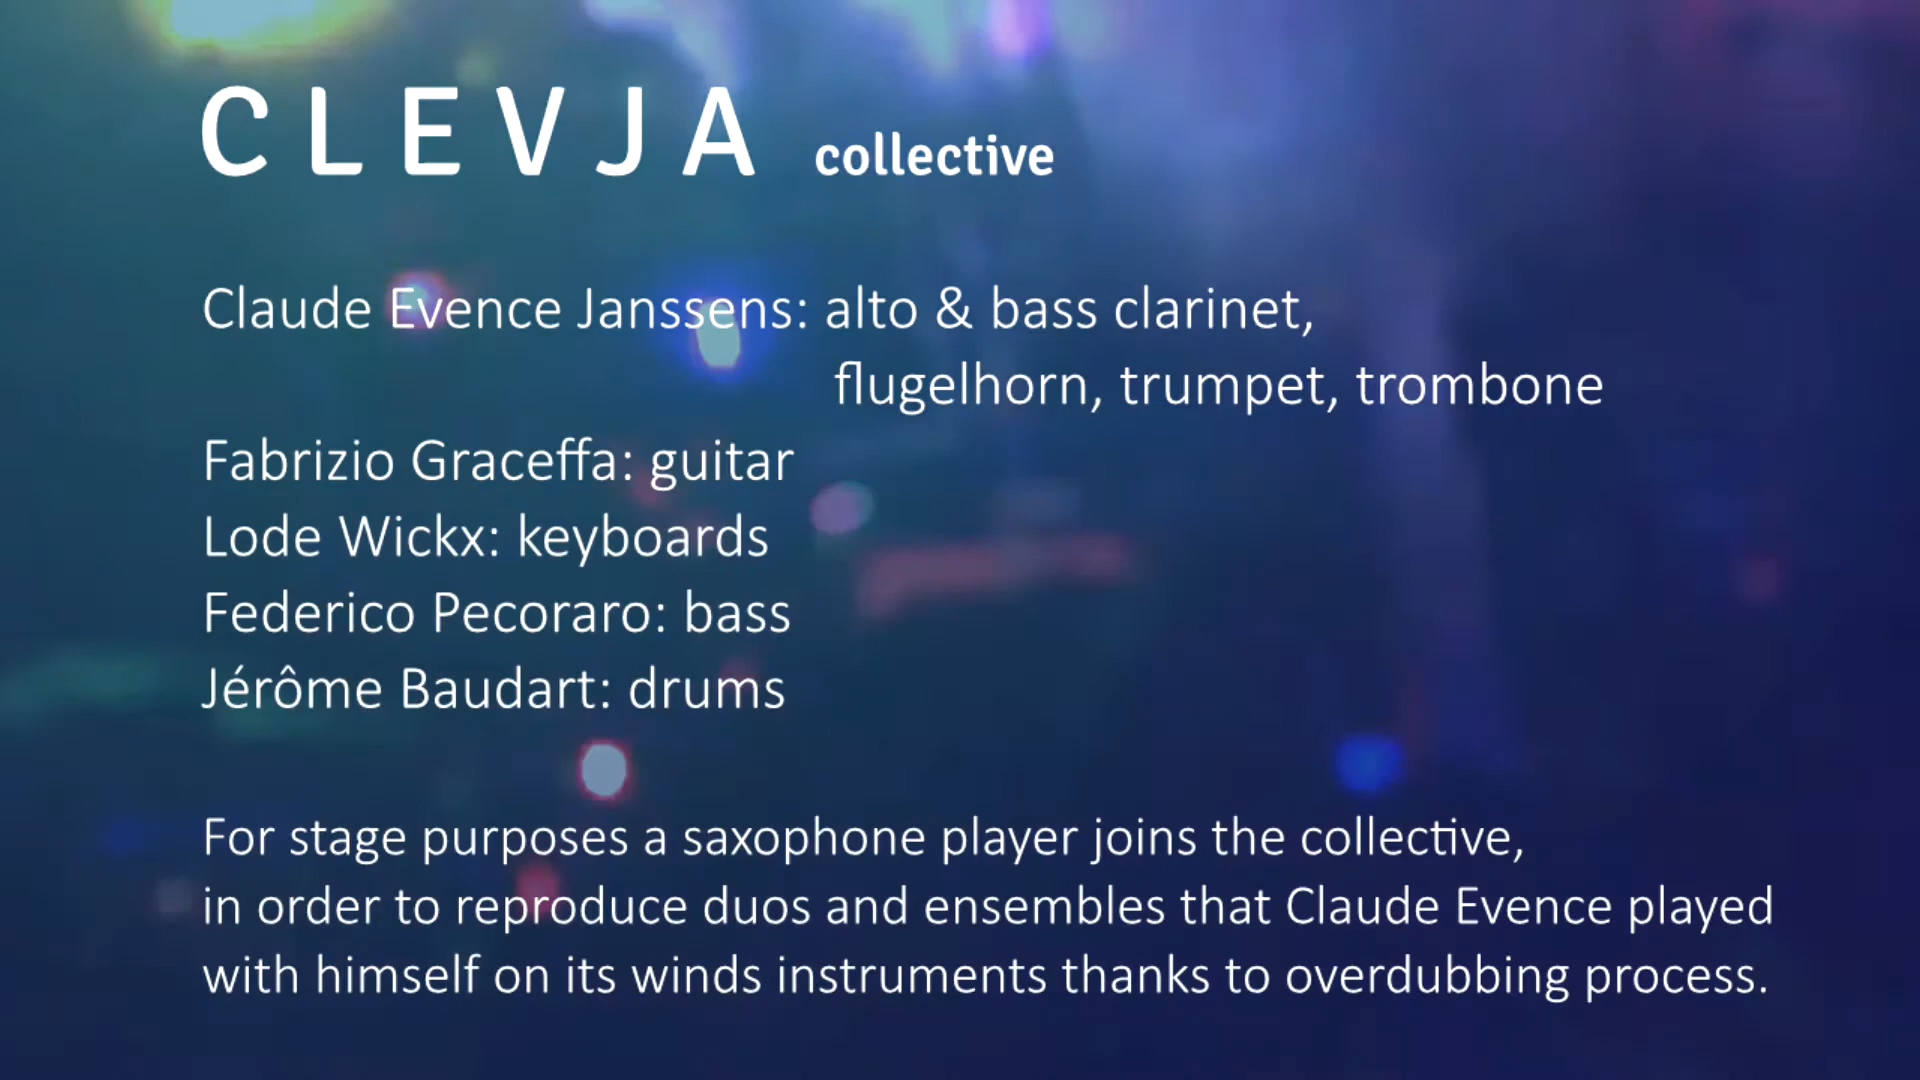 CLEVJA collective
Claude Evence Janssens: alto & bass clarinet,
flugelhorn, trumpet, trombone
Fabrizio Graceffa: guitar
Lode Wickx: keyboards
Federico Pecoraro: bass
Jérôme Baudart: drums
For stage purposes a saxophone player joins the collective,
in order to reproduce duos and ensembles that Claude Evence played
with himself on its winds instruments thanks to overdubbing process.